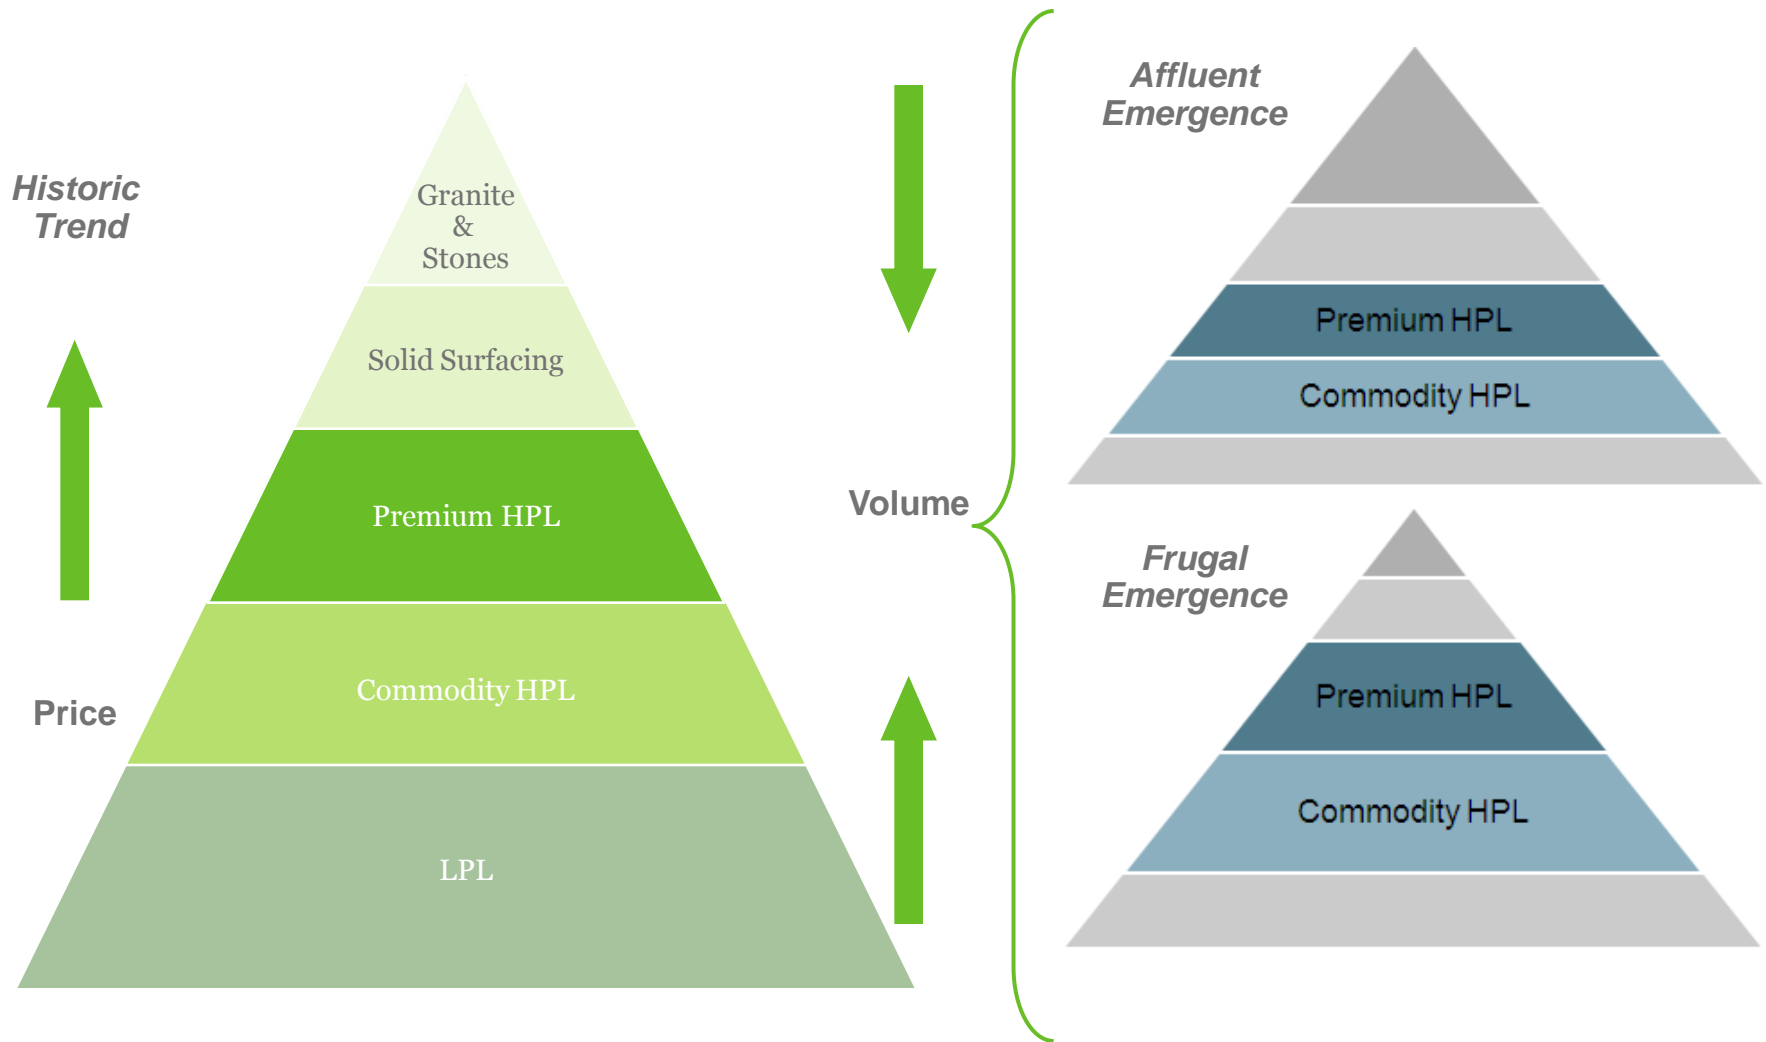 Historic
Trend
Price
Granite
&
Stones
Solid Surfacing
Premium HPL
Commodity HPL
LPL
Volume
Affluent
Emergence
Premium HPL
Commodity HPL
Frugal
Emergence
Premium HPL
Commodity HPL